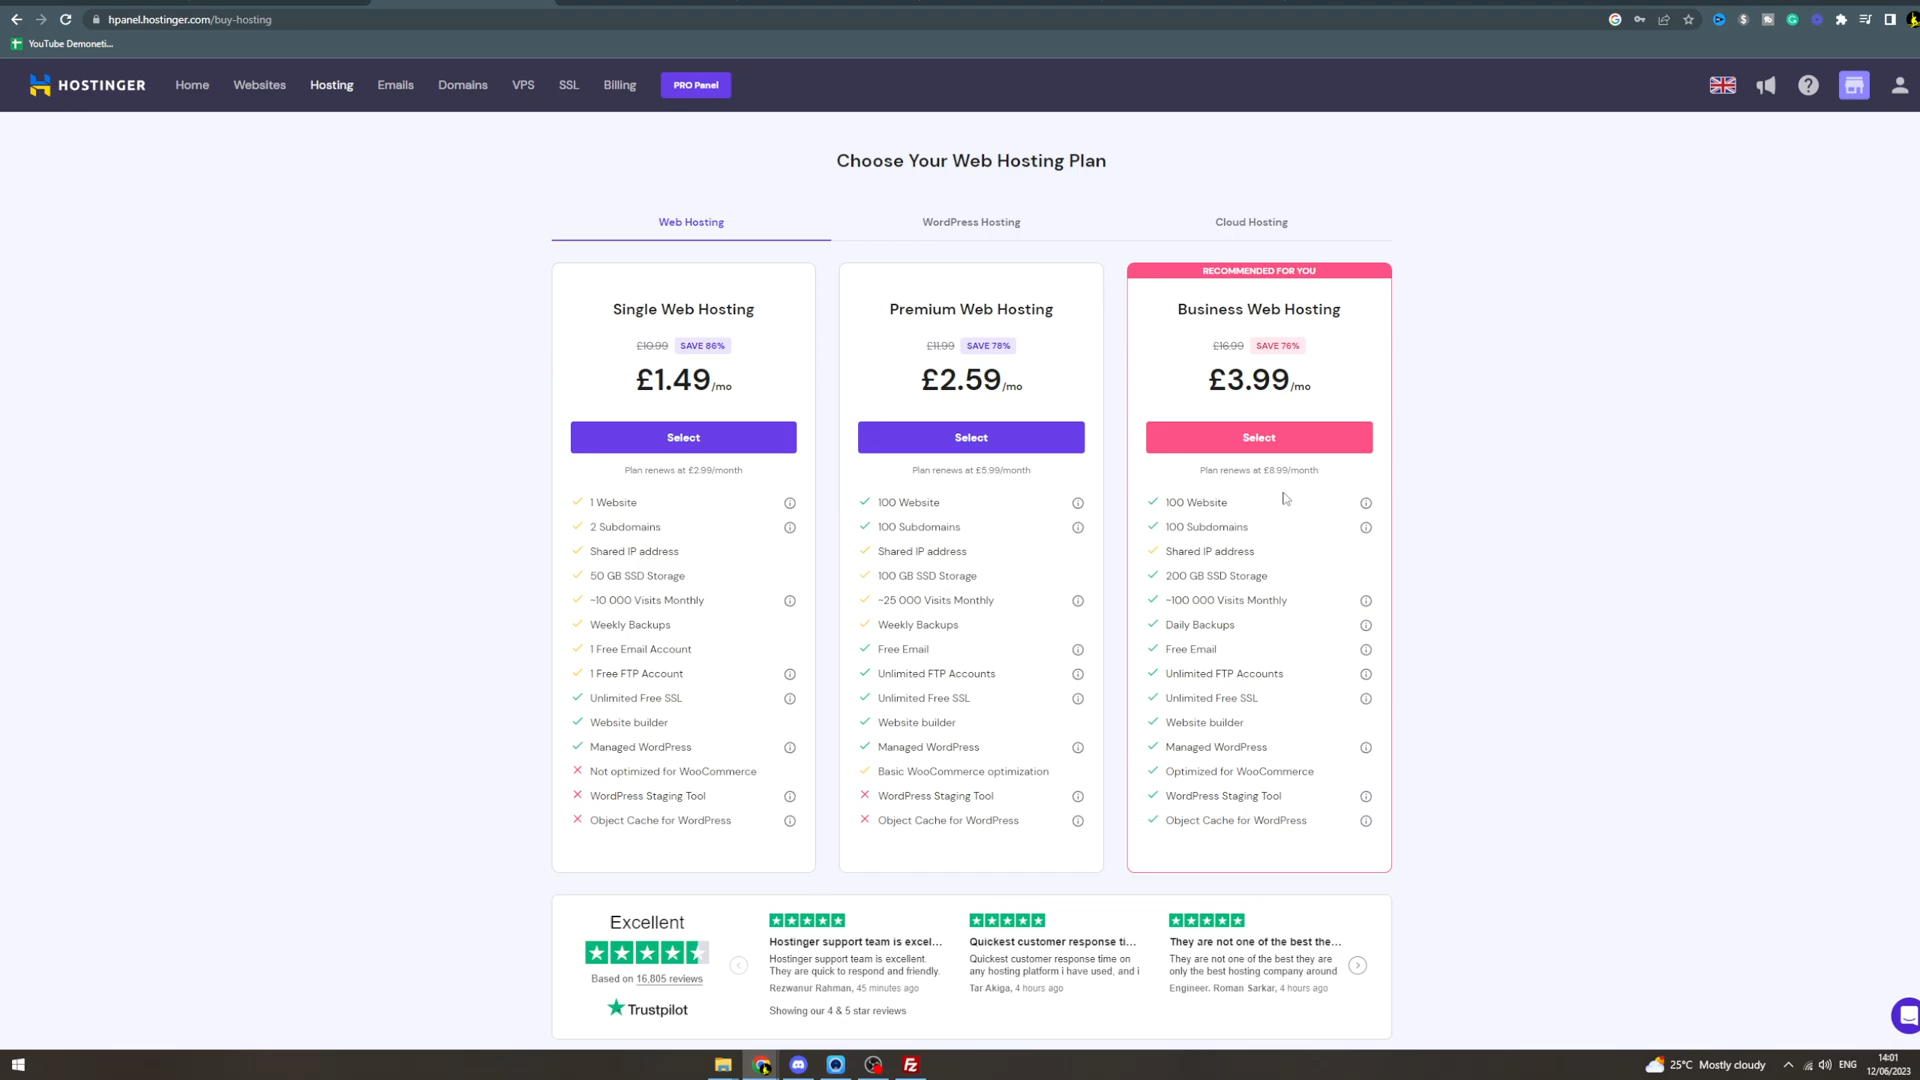 hpanel.hostinger.com/buy-hosting
YouTube Demoneti...
HOSTINGER
Home
Websites
Hosting
Emails
Domains
VPS
SSL
Billing
PRO Panel
Choose Your Web Hosting Plan
Web Hosting
WordPress Hosting
Cloud Hosting
Single Web Hosting
£10.99 SAVE 86%
£1.49 /mo
Select
Plan renews at £2.99/month
1 Website
2 Subdomains
Shared IP address
50 GB SSD Storage
~10 000 Visits Monthly
Weekly Backups
1 Free Email Account
1 Free FTP Account
Unlimited Free SSL
Website builder
Managed WordPress
Not optimized for WooCommerce
WordPress Staging Tool
Object Cache for WordPress
Premium Web Hosting
£11.99 SAVE 78%
£2.59 /mo
Select
Plan renews at £5.99/month
100 Website
100 Subdomains
Shared IP address
100 GB SSD Storage
~25 000 Visits Monthly
Weekly Backups
Free Email
Unlimited FTP Accounts
Unlimited Free SSL
Website builder
Managed WordPress
Basic WooCommerce optimization
WordPress Staging Tool
Object Cache for WordPress
RECOMMENDED FOR YOU
Business Web Hosting
£16.99 SAVE 76%
£3.99 /mo
Select
Plan renews at £8.99/month
100 Website
100 Subdomains
Shared IP address
200 GB SSD Storage
~100 000 Visits Monthly
Daily Backups
Free Email
Unlimited FTP Accounts
Unlimited Free SSL
Website builder
Managed WordPress
Optimized for WooCommerce
WordPress Staging Tool
Object Cache for WordPress
Excellent
Based on 16,805 reviews
Trustpilot
Hostinger support team is excel...
Hostinger support team is excellent.
They are quick to respond and friendly.
Rezwanur Rahman, 45 minutes ago
Quickest customer response ti...
Quickest customer response time on
any hosting platform i have used, and i
Tar Akiga, 4 hours ago
They are not one of the best the...
They are not one of the best they are
only the best hosting company around
Engineer. Roman Sarkar, 4 hours ago
Showing our 4 & 5 star reviews
25°C Mostly cloudy
ENG
14:01
12/06/2023